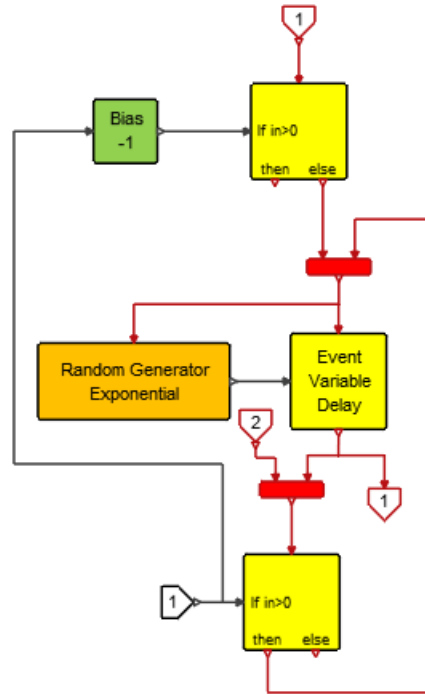 1
Bias
-1
If in>0
then else
Random Generator
Exponential
Event
Variable
Delay
2
1
1
If in>0
then else